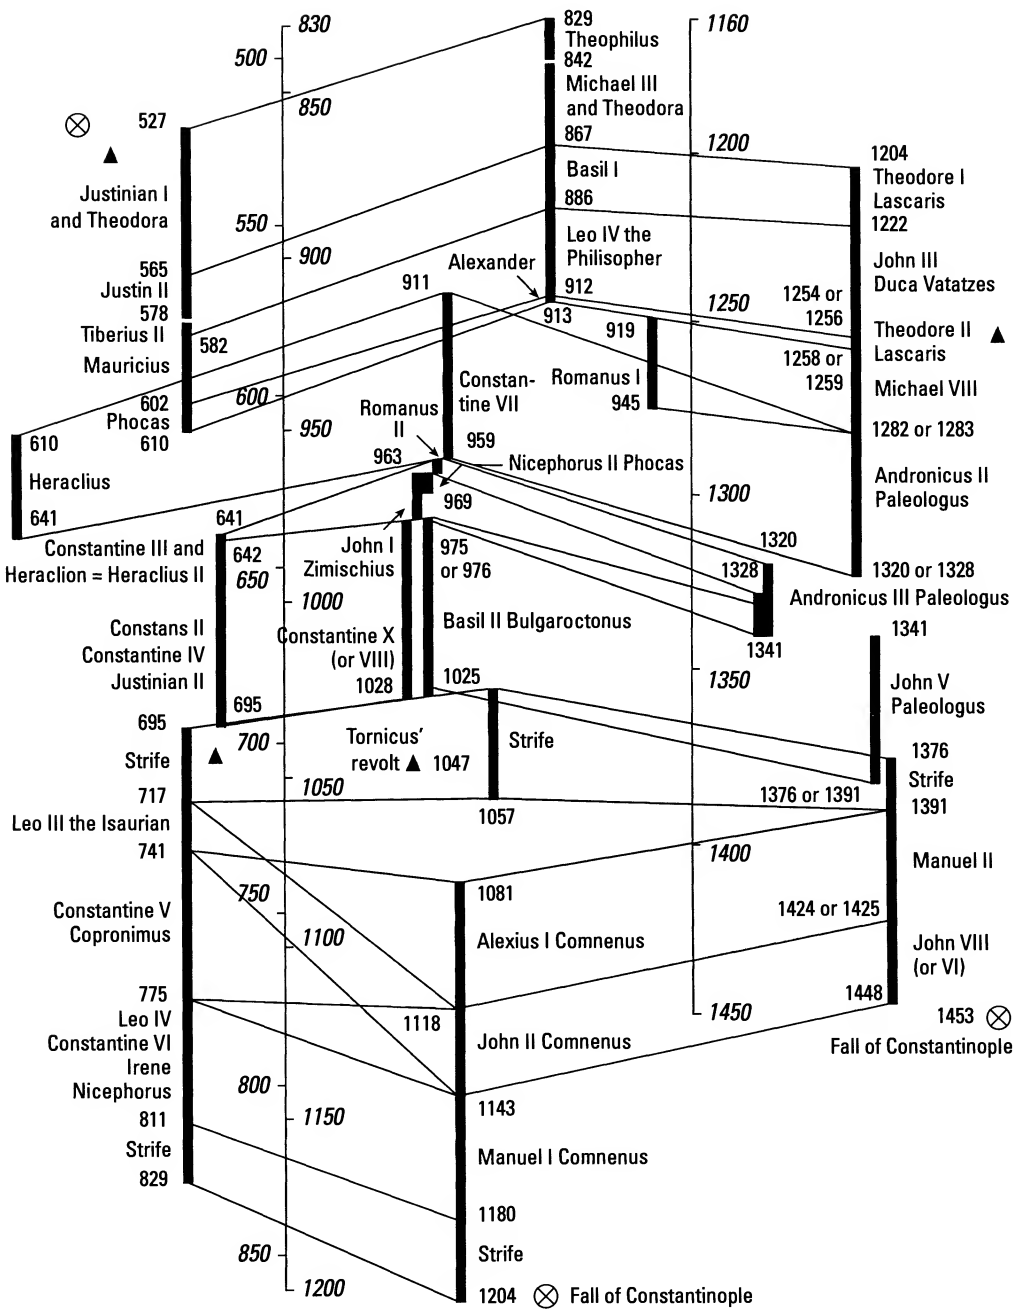 830
500
850
527
Justinian I
and Theodora
550
900
565
Justin II
578
Tiberius II
582
Mauricius
602
Phocas
610
600
950
610
Heraclius
641
641
Constantine III and
Heraclion = Heraclius II
642
650
1000
Constans II
Constantine IV
Justinian II
695
695
Strife
700
717
1050
Leo III the Isaurian
741
750
Constantine V
Copronimus
1100
775
Leo IV
Constantine VI
Irene
Nicephorus
800
811
1150
Strife
829
850
1200
829
Theophilus
842
Michael III
and Theodora
867
Basil I
886
Leo IV the
Philisopher
Alexander
912
913
911
Constan-
tine VII
919
Romanus I
945
Romanus
II
959
963
Nicephorus II Phocas
969
John I
Zimischius
975
or 976
Constantine X
(or VIII)
1028
Basil II Bulgaroctonus
1025
Tornicus’
revolt
1047
Strife
1057
1081
Alexius I Comnenus
1118
John II Comnenus
1143
Manuel I Comnenus
1180
Strife
1204
Fall of Constantinople
1160
1200
1250
1300
1350
1400
1450
1204
Theodore I
Lascaris
1222
John III
Duca Vatatzes
1254 or
1256
Theodore II
Lascaris
1258 or
1259
Michael VIII
1282 or 1283
Andronicus II
Paleologus
1320
1320 or 1328
1328
Andronicus III Paleologus
1341
1341
John V
Paleologus
1376
Strife
1376 or 1391
1391
Manuel II
1424 or 1425
John VIII
(or VI)
1448
1453
Fall of Constantinople